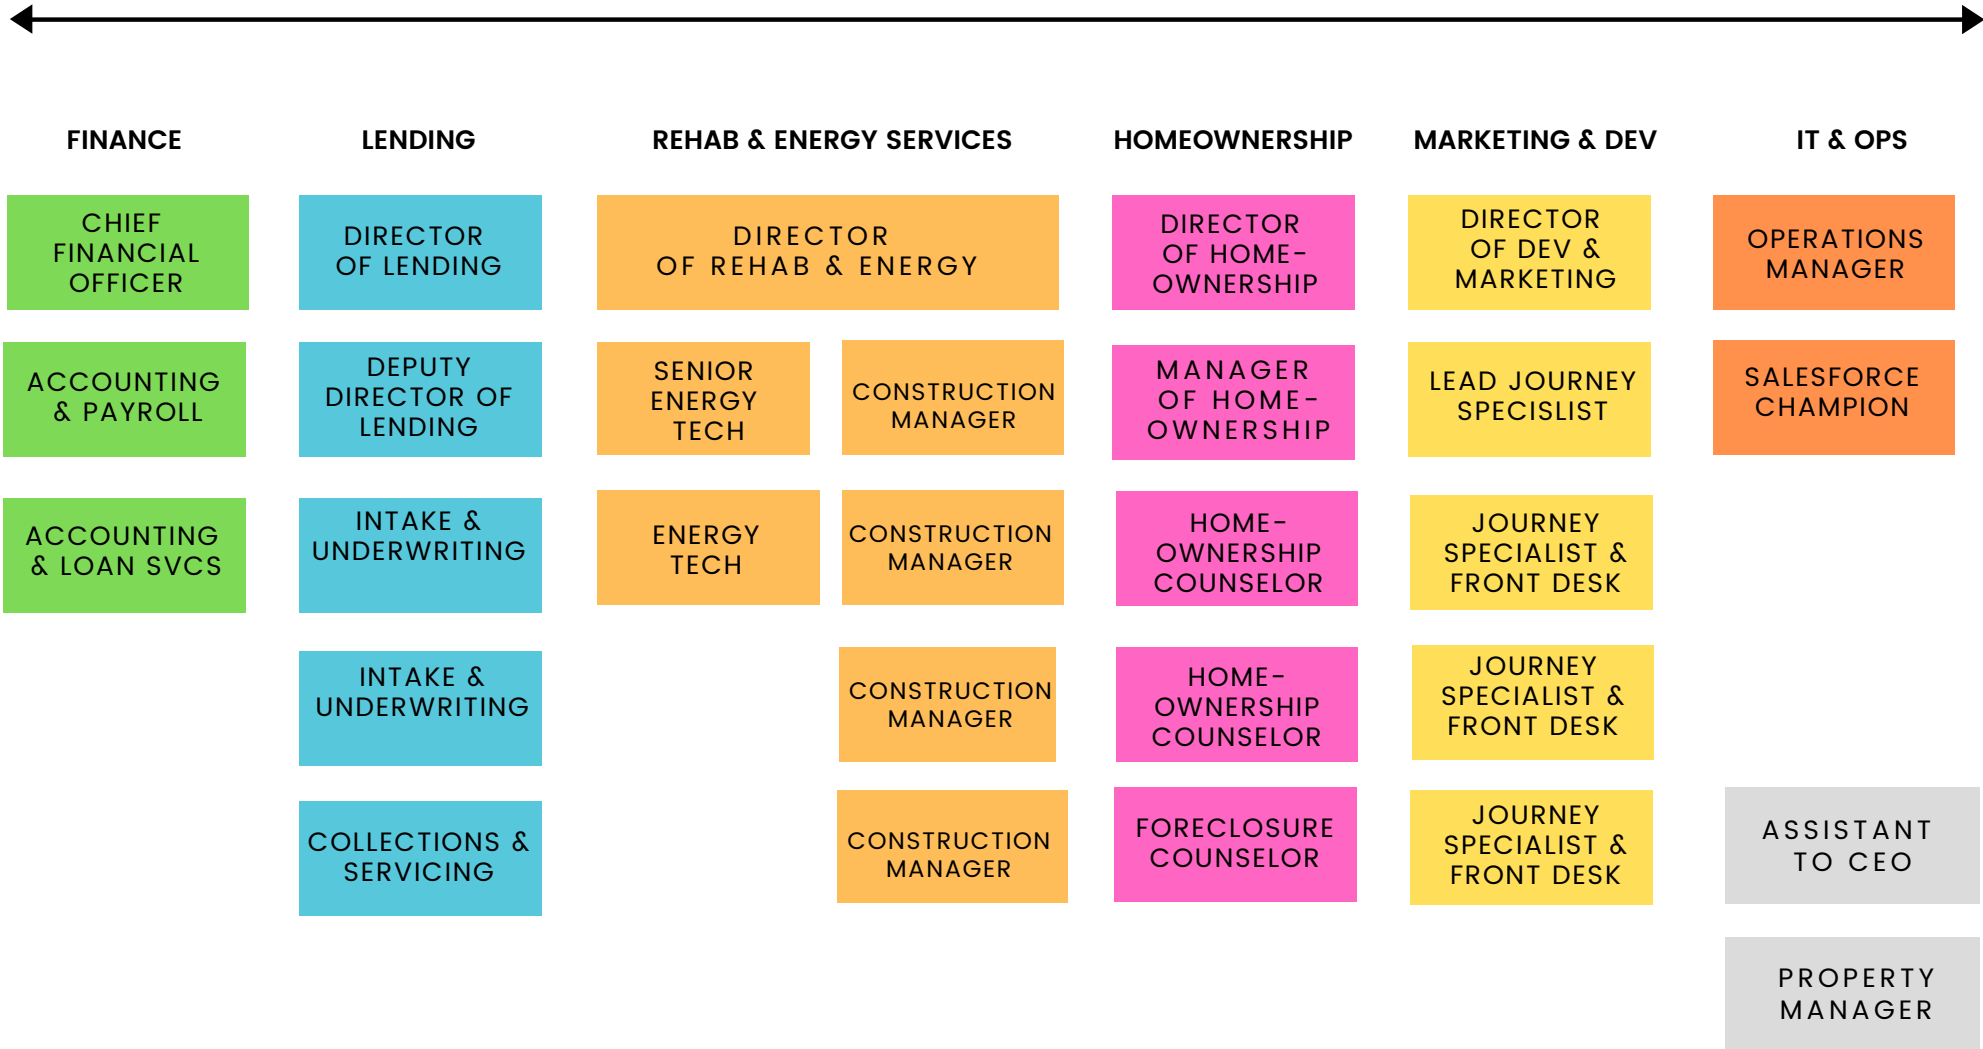 FINANCE
LENDING
REHAB & ENERGY SERVICES
HOMEOWNERSHIP
MARKETING & DEV
IT & OPS
CHIEF
FINANCIAL
OFFICER
DIRECTOR
OF LENDING
DIRECTOR
OF REHAB & ENERGY
DIRECTOR
OF HOME-
OWNERSHIP
DIRECTOR
OF DEV &
MARKETING
OPERATIONS
MANAGER
ACCOUNTING
& PAYROLL
DEPUTY
DIRECTOR OF
LENDING
SENIOR
ENERGY
TECH
CONSTRUCTION
MANAGER
MANAGER
OF HOME-
OWNERSHIP
LEAD JOURNEY
SPECISLIST
SALESFORCE
CHAMPION
ACCOUNTING
& LOAN SVCS
INTAKE &
UNDERWRITING
ENERGY
TECH
CONSTRUCTION
MANAGER
HOME-
OWNERSHIP
COUNSELOR
JOURNEY
SPECIALIST &
FRONT DESK
INTAKE &
UNDERWRITING
CONSTRUCTION
MANAGER
HOME-
OWNERSHIP
COUNSELOR
JOURNEY
SPECIALIST &
FRONT DESK
COLLECTIONS &
SERVICING
CONSTRUCTION
MANAGER
FORECLOSURE
COUNSELOR
JOURNEY
SPECIALIST &
FRONT DESK
ASSISTANT
TO CEO
PROPERTY
MANAGER